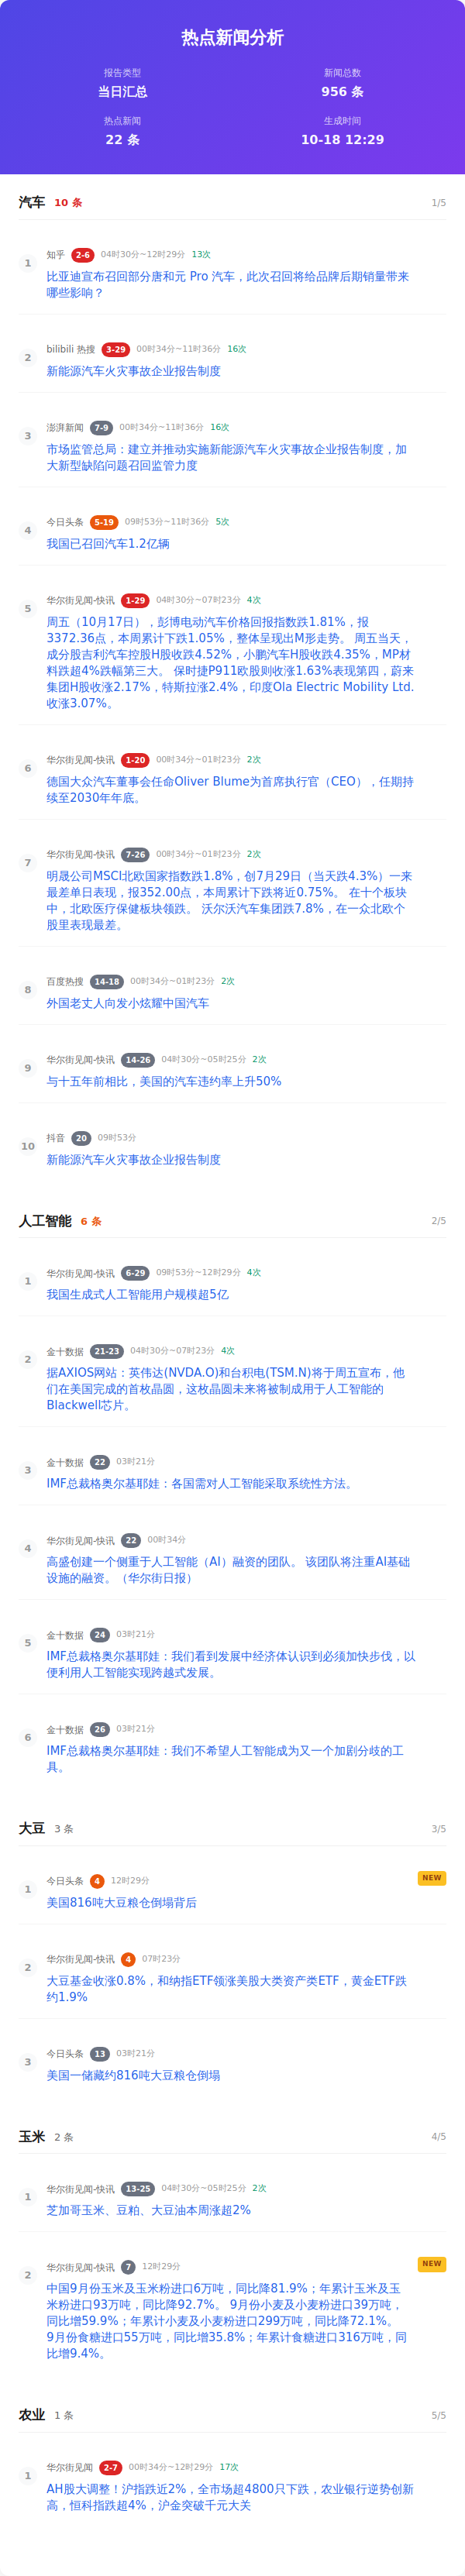 热点新闻分析
报告类型
新闻总数
当日汇总
956 条
热点新闻
生成时间
22 条
10-18 12:29
汽车 10 条 1/5
1 知乎 2-6 04时30分~12时29分 13次
比亚迪宣布召回部分唐和元 Pro 汽车，此次召回将给品牌后期销量带来
哪些影响？
2 bilibili 热搜 3-29 00时34分~11时36分 16次
新能源汽车火灾事故企业报告制度
3 澎湃新闻 7-9 00时34分~11时36分 16次
市场监管总局：建立并推动实施新能源汽车火灾事故企业报告制度，加
大新型缺陷问题召回监管力度
4 今日头条 5-19 09时53分~11时36分 5次
我国已召回汽车1.2亿辆
5 华尔街见闻-快讯 1-29 04时30分~07时23分 4次
周五（10月17日），彭博电动汽车价格回报指数跌1.81%，报
3372.36点，本周累计下跌1.05%，整体呈现出M形走势。 周五当天，
成分股吉利汽车控股H股收跌4.52%，小鹏汽车H股收跌4.35%，MP材
料跌超4%跌幅第三大。 保时捷P911欧股则收涨1.63%表现第四，蔚来
集团H股收涨2.17%，特斯拉涨2.4%，印度Ola Electric Mobility Ltd.
收涨3.07%。
6 华尔街见闻-快讯 1-20 00时34分~01时23分 2次
德国大众汽车董事会任命Oliver Blume为首席执行官（CEO），任期持
续至2030年年底。
7 华尔街见闻-快讯 7-26 00时34分~01时23分 2次
明晟公司MSCI北欧国家指数跌1.8%，创7月29日（当天跌4.3%）一来
最差单日表现，报352.00点，本周累计下跌将近0.75%。 在十个板块
中，北欧医疗保健板块领跌。 沃尔沃汽车集团跌7.8%，在一众北欧个
股里表现最差。
8 百度热搜 14-18 00时34分~01时23分 2次
外国老丈人向发小炫耀中国汽车
9 华尔街见闻-快讯 14-26 04时30分~05时25分 2次
与十五年前相比，美国的汽车违约率上升50%
10 抖音 20 09时53分
新能源汽车火灾事故企业报告制度
人工智能 6 条 2/5
1 华尔街见闻-快讯 6-29 09时53分~12时29分 4次
我国生成式人工智能用户规模超5亿
2 金十数据 21-23 04时30分~07时23分 4次
据AXIOS网站：英伟达(NVDA.O)和台积电(TSM.N)将于周五宣布，他
们在美国完成的首枚晶圆，这枚晶圆未来将被制成用于人工智能的
Blackwell芯片。
3 金十数据 22 03时21分
IMF总裁格奥尔基耶娃：各国需对人工智能采取系统性方法。
4 华尔街见闻-快讯 22 00时34分
高盛创建一个侧重于人工智能（AI）融资的团队。 该团队将注重AI基础
设施的融资。（华尔街日报）
5 金十数据 24 03时21分
IMF总裁格奥尔基耶娃：我们看到发展中经济体认识到必须加快步伐，以
便利用人工智能实现跨越式发展。
6 金十数据 26 03时21分
IMF总裁格奥尔基耶娃：我们不希望人工智能成为又一个加剧分歧的工
具。
大豆 3 条 3/5
1 今日头条 4 12时29分 NEW
美国816吨大豆粮仓倒塌背后
2 华尔街见闻-快讯 4 07时23分
大豆基金收涨0.8%，和纳指ETF领涨美股大类资产类ETF，黄金ETF跌
约1.9%
3 今日头条 13 03时21分
美国一储藏约816吨大豆粮仓倒塌
玉米 2 条 4/5
1 华尔街见闻-快讯 13-25 04时30分~05时25分 2次
芝加哥玉米、豆粕、大豆油本周涨超2%
2 华尔街见闻-快讯 7 12时29分 NEW
中国9月份玉米及玉米粉进口6万吨，同比降81.9%；年累计玉米及玉
米粉进口93万吨，同比降92.7%。 9月份小麦及小麦粉进口39万吨，
同比增59.9%；年累计小麦及小麦粉进口299万吨，同比降72.1%。
9月份食糖进口55万吨，同比增35.8%；年累计食糖进口316万吨，同
比增9.4%。
农业 1 条 5/5
1 华尔街见闻 2-7 00时34分~12时29分 17次
AH股大调整！沪指跌近2%，全市场超4800只下跌，农业银行逆势创新
高，恒科指跌超4%，沪金突破千元大关